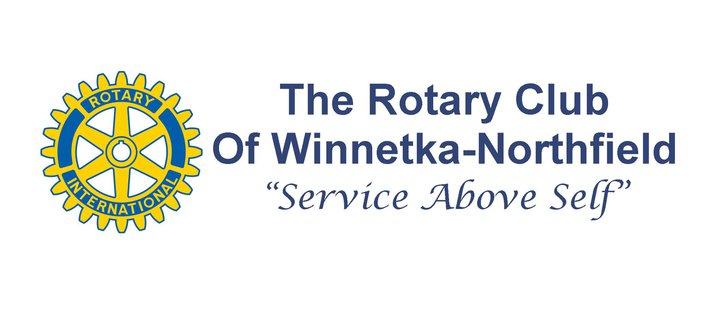 ROTARY
INTERNATIONAL
The Rotary Club
Of Winnetka-Northfield
“Service Above Self”